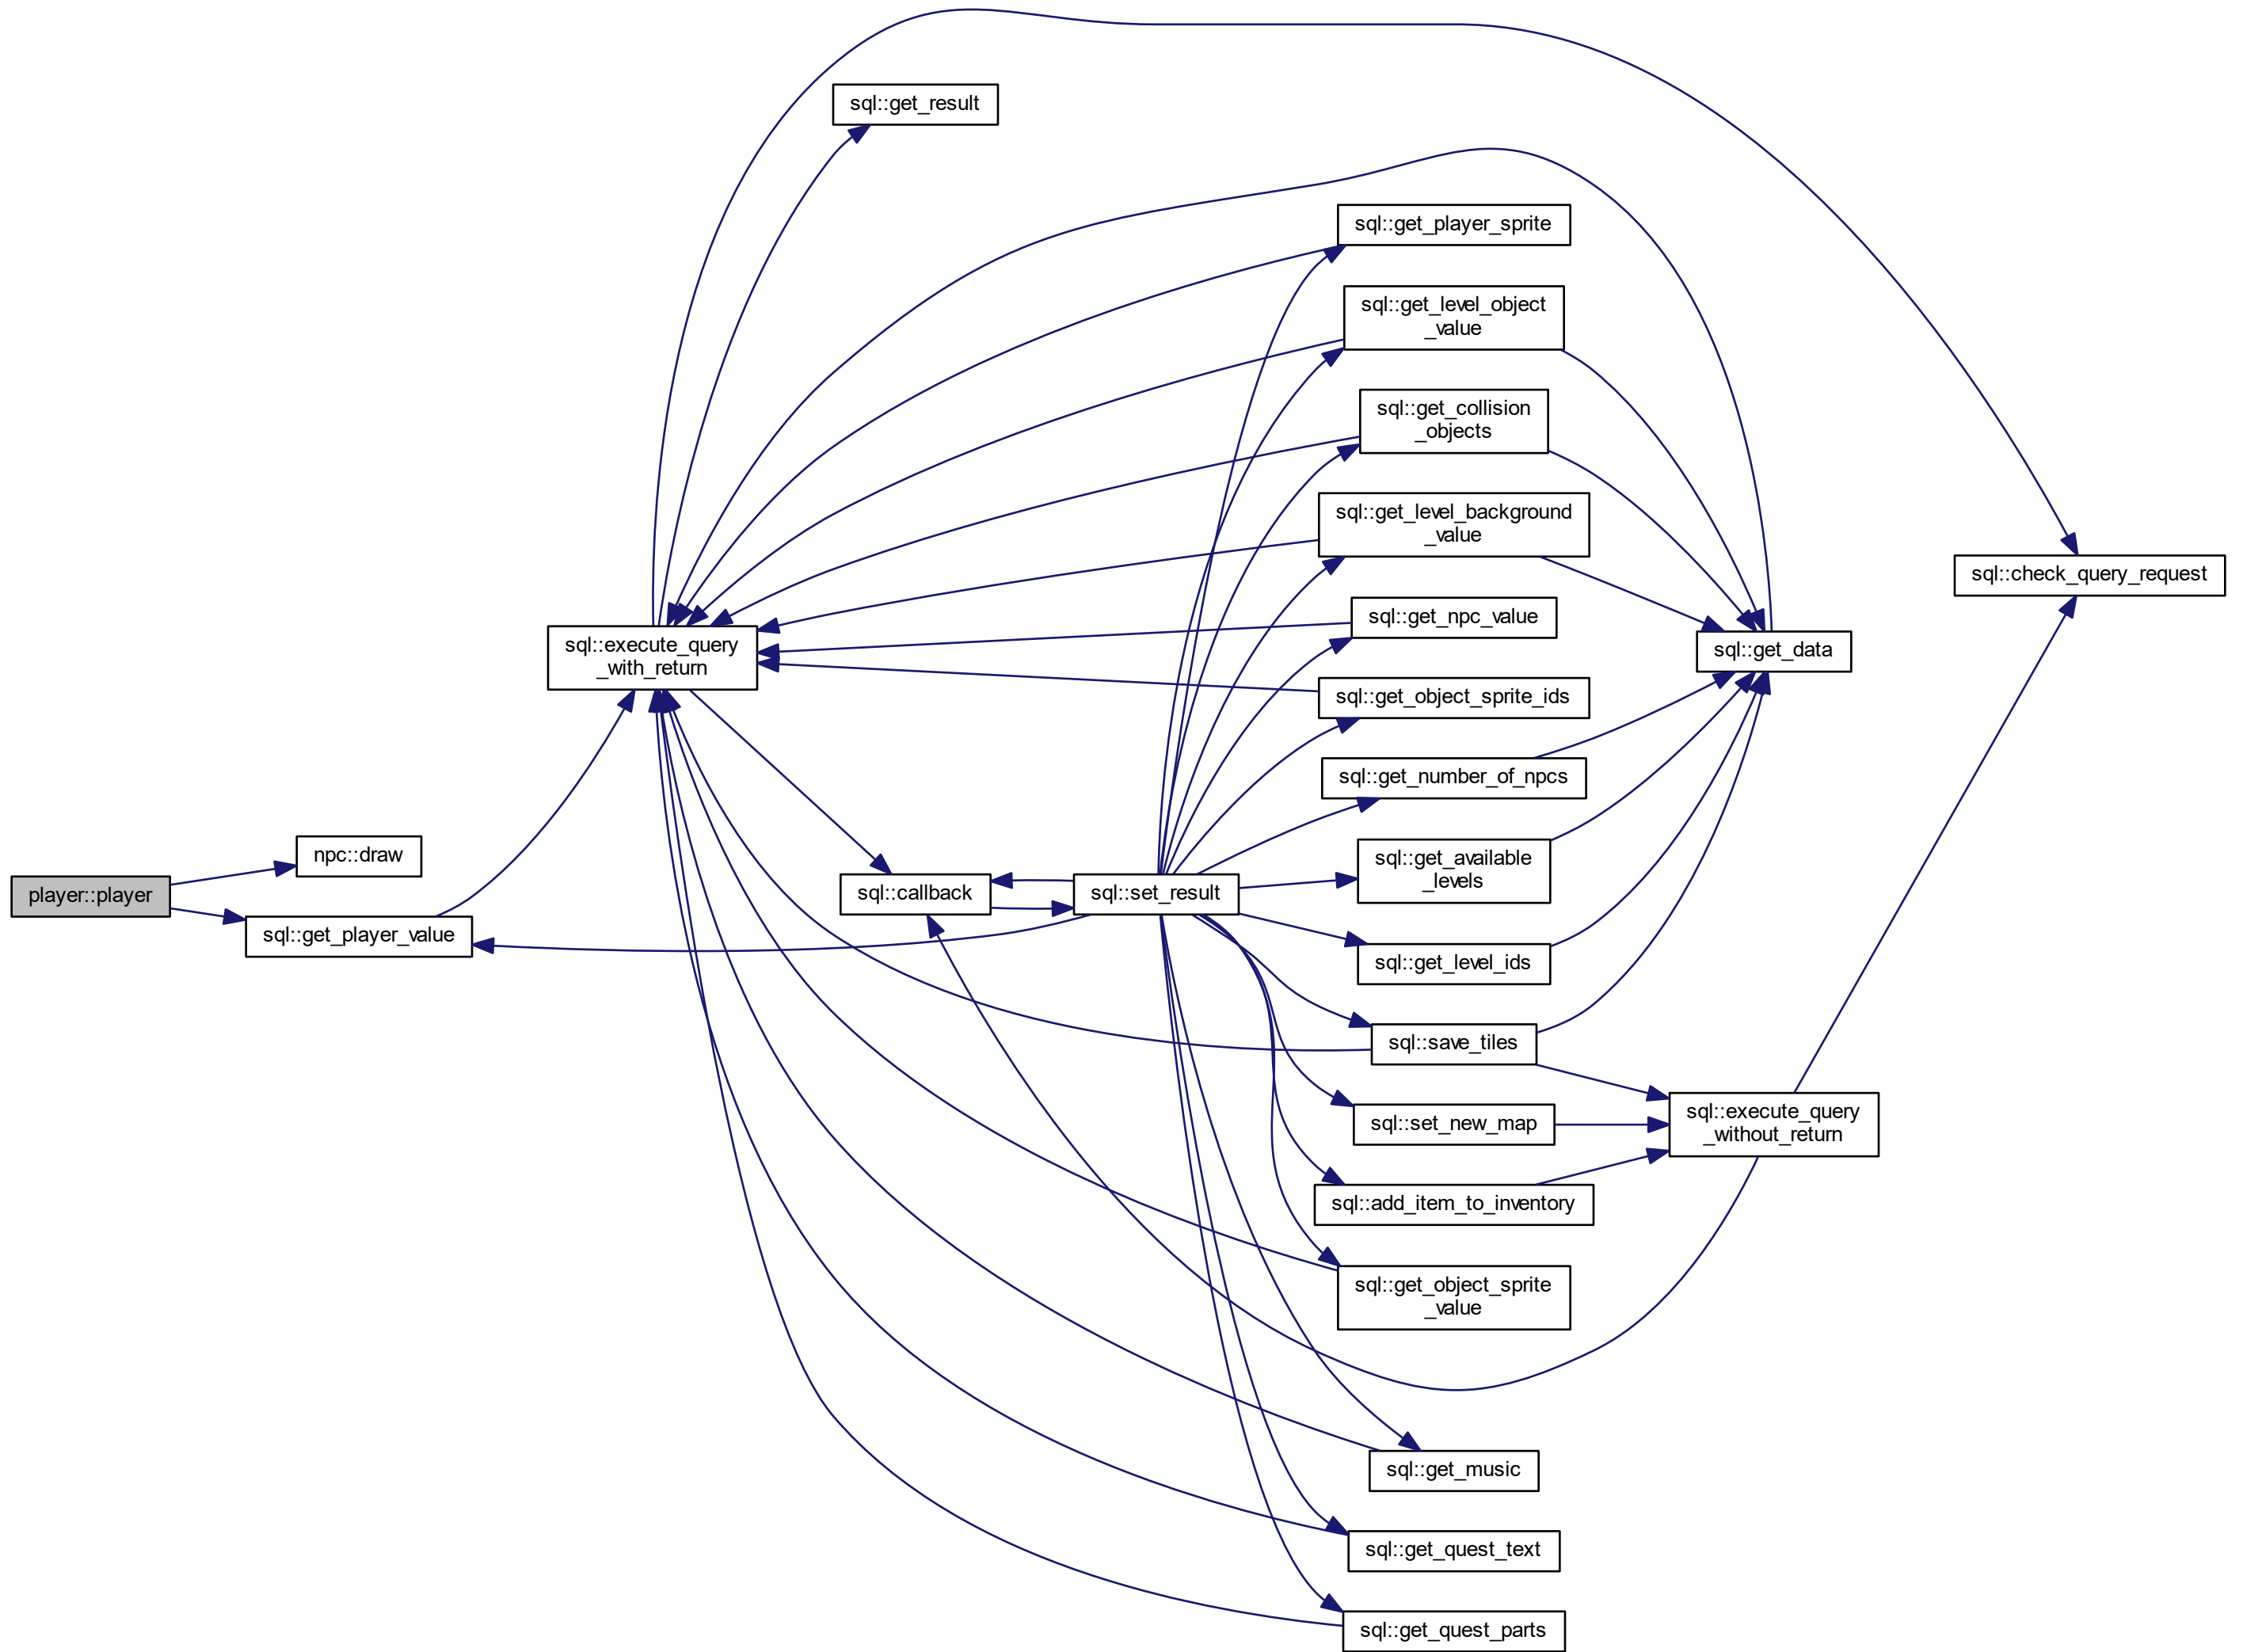 player::player
npc::draw
sql::get_player_value
sql::execute_query
_with_return
sql::get_result
sql::callback
sql::set_result
sql::get_player_sprite
sql::get_level_object
_value
sql::get_collision
_objects
sql::get_level_background
_value
sql::get_npc_value
sql::get_object_sprite_ids
sql::get_number_of_npcs
sql::get_available
_levels
sql::get_level_ids
sql::save_tiles
sql::set_new_map
sql::add_item_to_inventory
sql::get_object_sprite
_value
sql::get_music
sql::get_quest_text
sql::get_quest_parts
sql::get_data
sql::execute_query
_without_return
sql::check_query_request